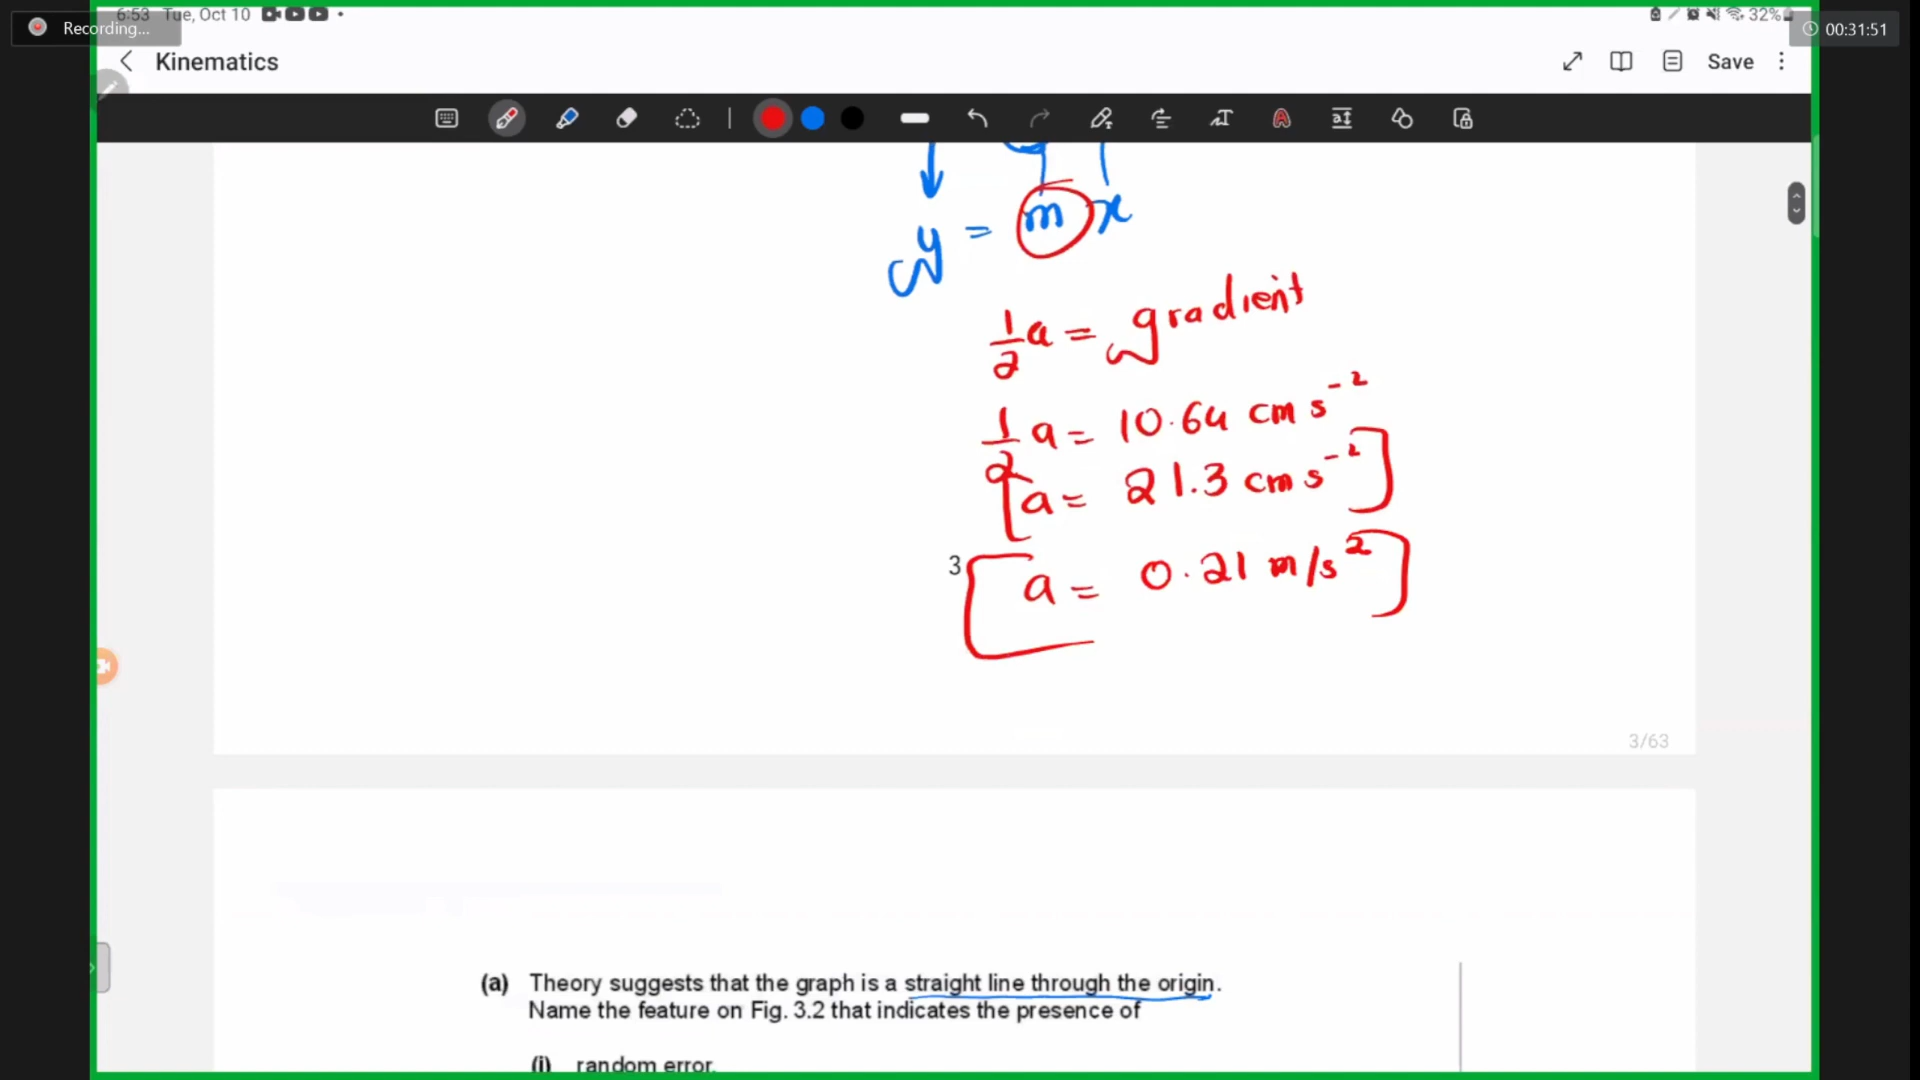 Recording...
6:53 Tue, Oct 10
32%
00:31:51
Kinematics
Save
y = m x
1/2 a = gradient
1/2 a = 10.64 cm s⁻²
a = 21.3 cm s⁻²
3
a = 0.21 m/s²
3/63
(a) Theory suggests that the graph is a straight line through the origin.
Name the feature on Fig. 3.2 that indicates the presence of
(i) random error.